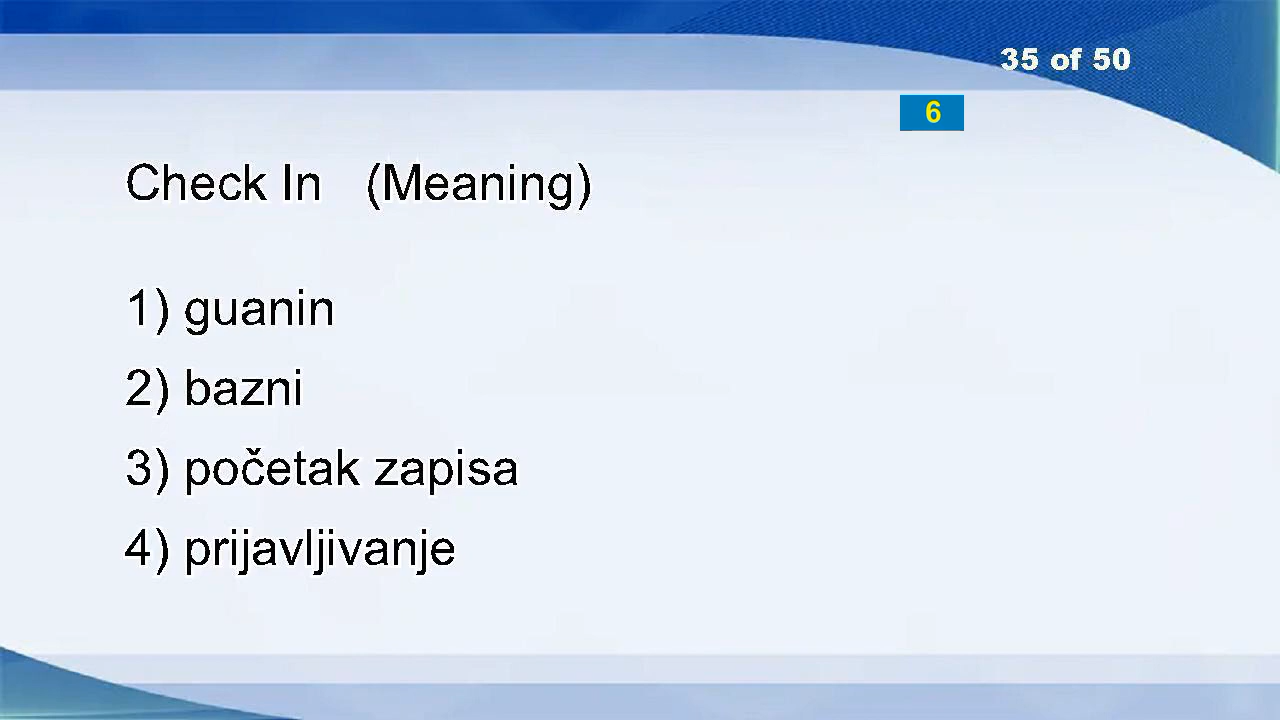 35 of 50
6
Check In (Meaning)
1) guanin
2) bazni
3) početak zapisa
4) prijavljivanje